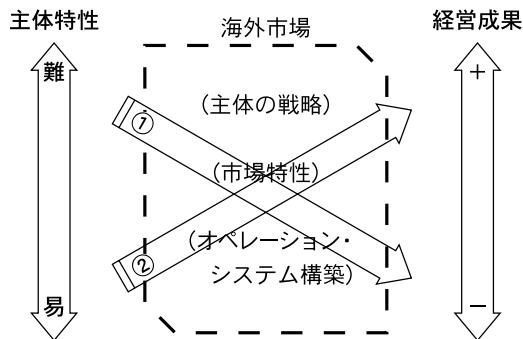 主体特性
海外市場
経営成果
難
+
①
(主体の戦略)
(市場特性)
(オペレーション・
システム構築)
②
易
−